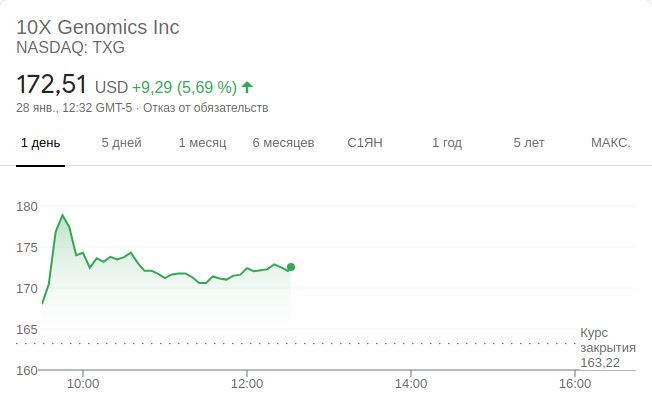 10X Genomics Inc
NASDAQ: TXG
172,51 USD +9,29 (5,69 %)
28 янв., 12:32 GMT-5 · Отказ от обязательств
1 день 5 дней 1 месяц 6 месяцев С1ЯН 1 год 5 лет МАКС.
180
175
170
165
160
Курс
закрытия
163,22
10:00 12:00 14:00 16:00